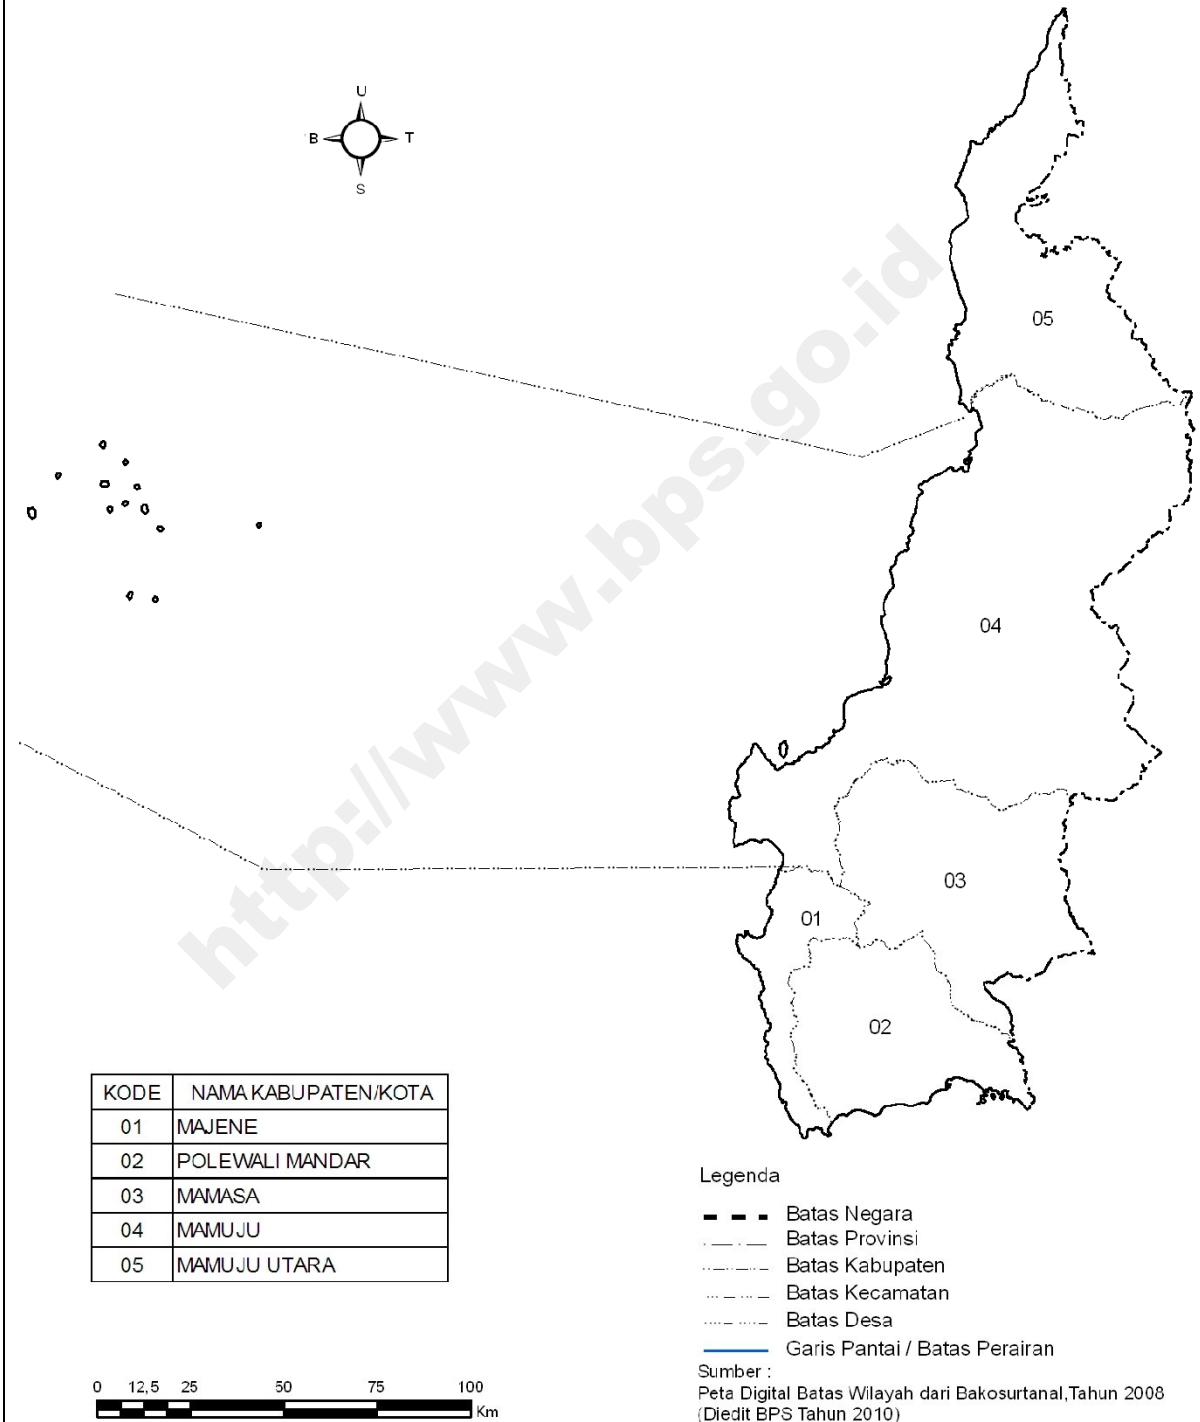 U
B T
S
05
04
03
01
02
http://www.bps.go.id
KODE NAMA KABUPATEN/KOTA
01 MAJENE
02 POLEWALI MANDAR
03 MAMASA
04 MAMUJU
05 MAMUJU UTARA
Legenda
Batas Negara
Batas Provinsi
Batas Kabupaten
Batas Kecamatan
Batas Desa
Garis Pantai / Batas Perairan
Sumber :
Peta Digital Batas Wilayah dari Bakosurtanal,Tahun 2008
(Diedit BPS Tahun 2010)
0 12,5 25 50 75 100
Km